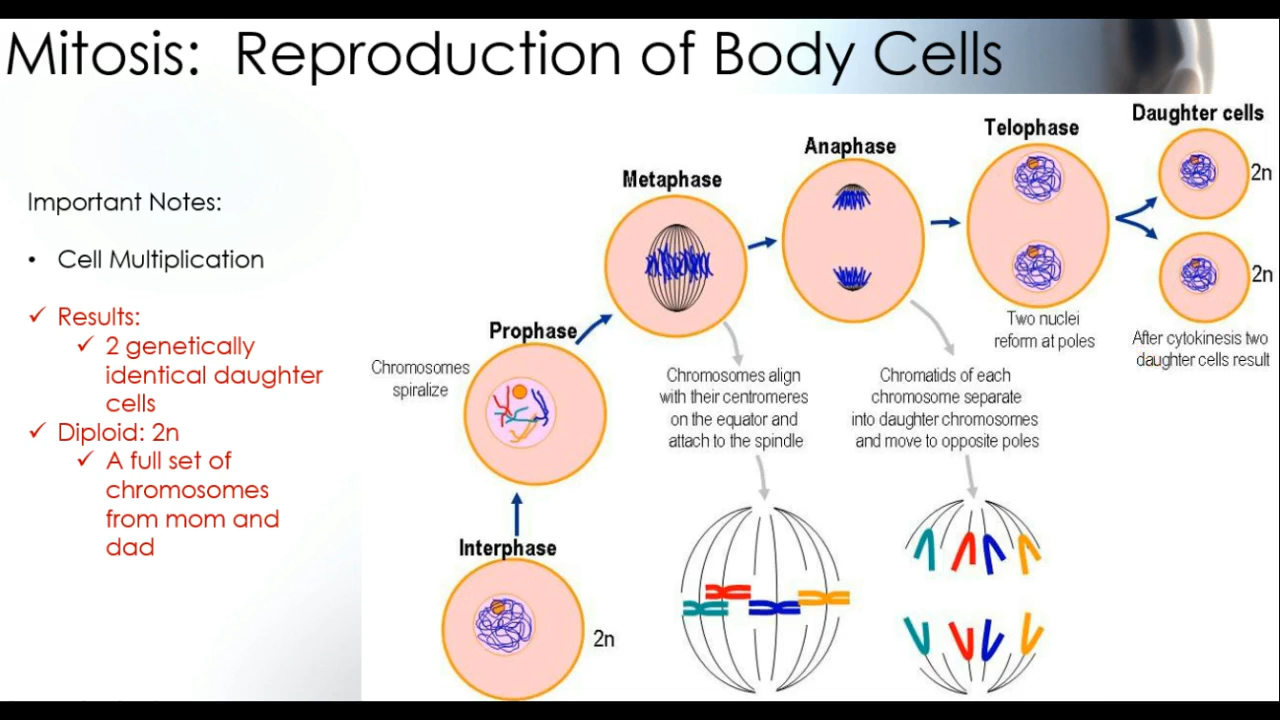 Mitosis: Reproduction of Body Cells
Important Notes:
• Cell Multiplication
✓ Results:
✓ 2 genetically
identical daughter
cells
✓ Diploid: 2n
✓ A full set of
chromosomes
from mom and
dad
Interphase
2n
Prophase
Chromosomes
spiralize
Metaphase
Chromosomes align
with their centromeres
on the equator and
attach to the spindle
Anaphase
Chromatids of each
chromosome separate
into daughter chromosomes
and move to opposite poles
Telophase
Two nuclei
reform at poles
Daughter cells
2n
2n
After cytokinesis two
daughter cells result